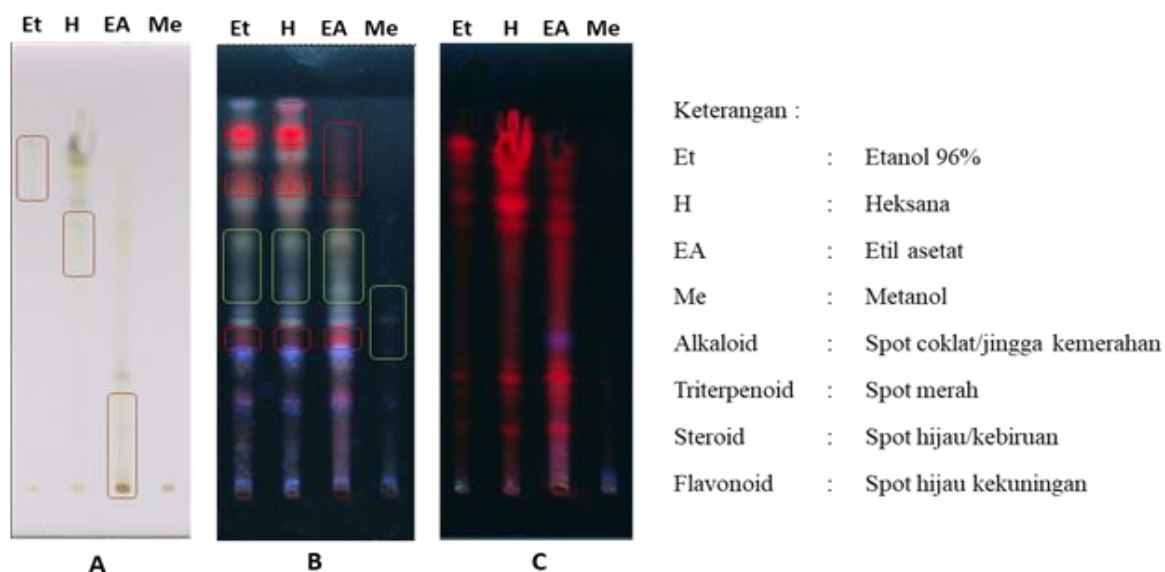 Et H EA Me
Et H EA Me
Et H EA Me
A
B
C
Keterangan :
Et : Etanol 96%
H : Heksana
EA : Etil asetat
Me : Metanol
Alkaloid : Spot coklat/jingga kemerahan
Triterpenoid : Spot merah
Steroid : Spot hijau/kebiruan
Flavonoid : Spot hijau kekuningan